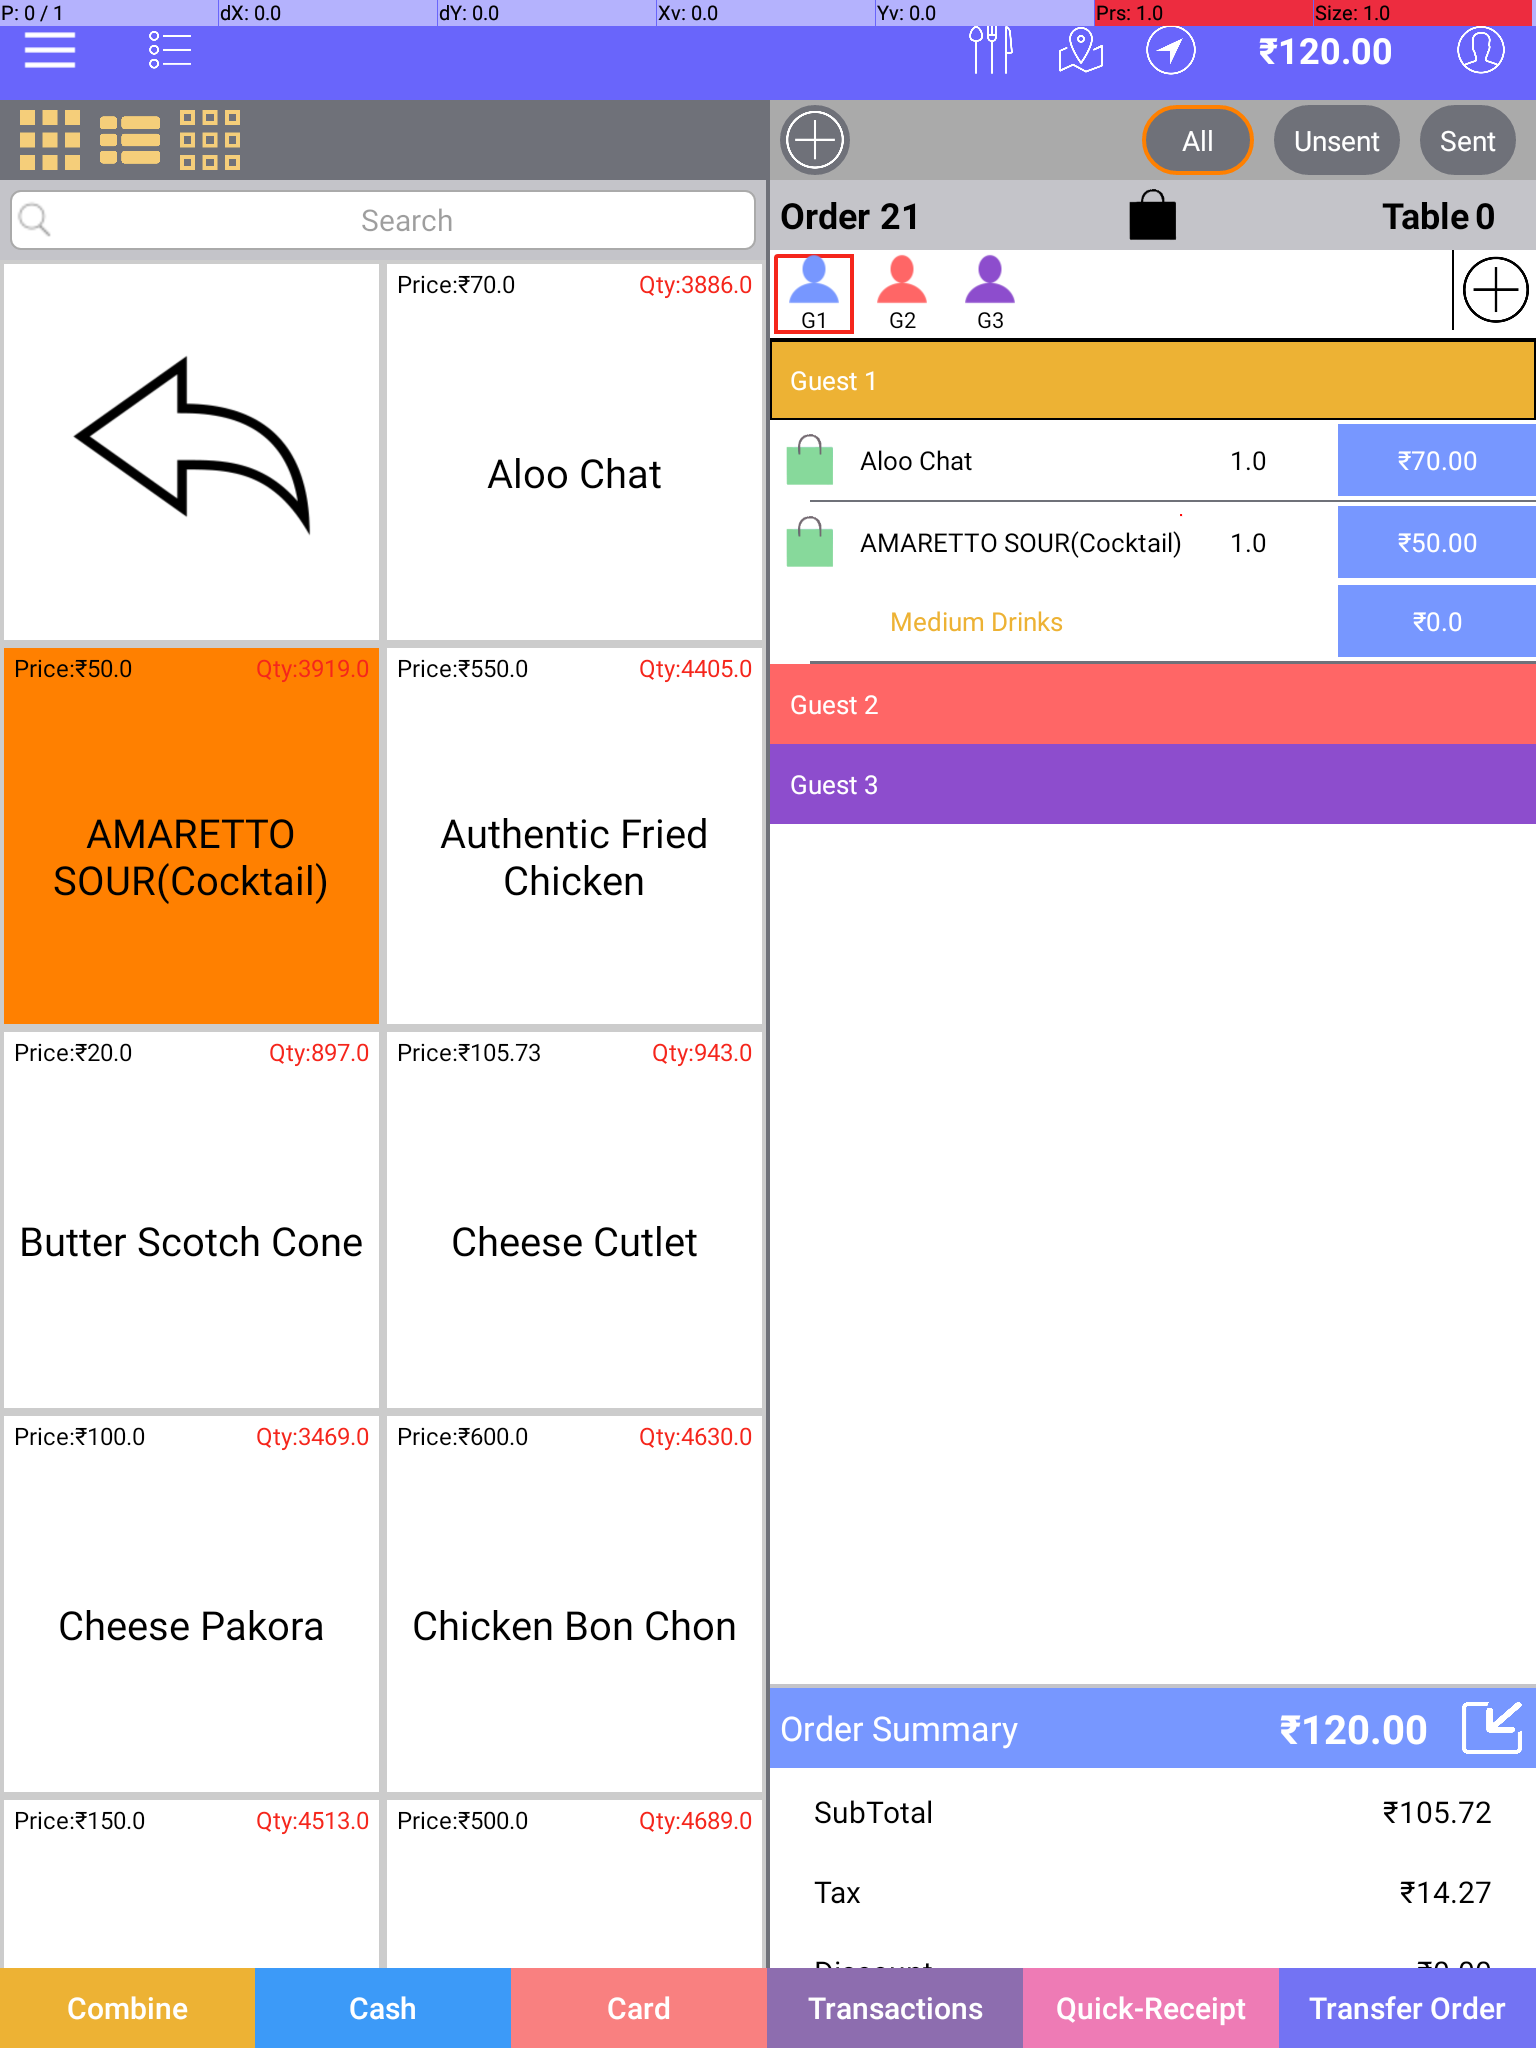 P: 0 / 1 dX: 0.0 dY: 0.0 Xv: 0.0 Yv: 0.0 Prs: 1.0 Size: 1.0
₹120.00
All Unsent Sent
Search
Order 21 Table 0
G1 G2 G3
Guest 1
Aloo Chat 1.0 ₹70.00
AMARETTO SOUR(Cocktail) 1.0 ₹50.00
Medium Drinks ₹0.0
Guest 2
Guest 3
Price:₹70.0 Qty:3886.0
Aloo Chat
Price:₹50.0 Qty:3919.0
AMARETTO
SOUR(Cocktail)
Price:₹550.0 Qty:4405.0
Authentic Fried
Chicken
Price:₹20.0 Qty:897.0
Butter Scotch Cone
Price:₹105.73 Qty:943.0
Cheese Cutlet
Price:₹100.0 Qty:3469.0
Cheese Pakora
Price:₹600.0 Qty:4630.0
Chicken Bon Chon
Price:₹150.0 Qty:4513.0
Price:₹500.0 Qty:4689.0
Order Summary ₹120.00
SubTotal ₹105.72
Tax ₹14.27
Combine Cash Card Transactions Quick-Receipt Transfer Order